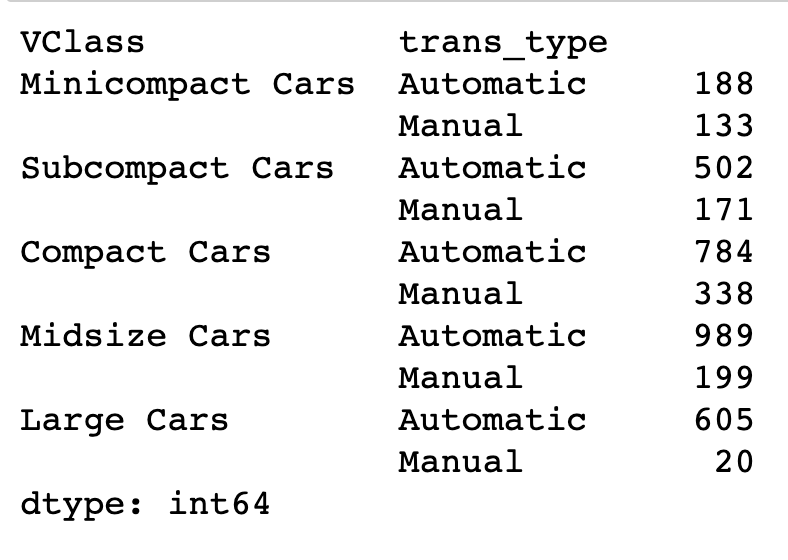 VClass            trans_type
Minicompact Cars  Automatic     188
                  Manual        133
Subcompact Cars   Automatic     502
                  Manual        171
Compact Cars      Automatic     784
                  Manual        338
Midsize Cars      Automatic     989
                  Manual        199
Large Cars        Automatic     605
                  Manual         20
dtype: int64